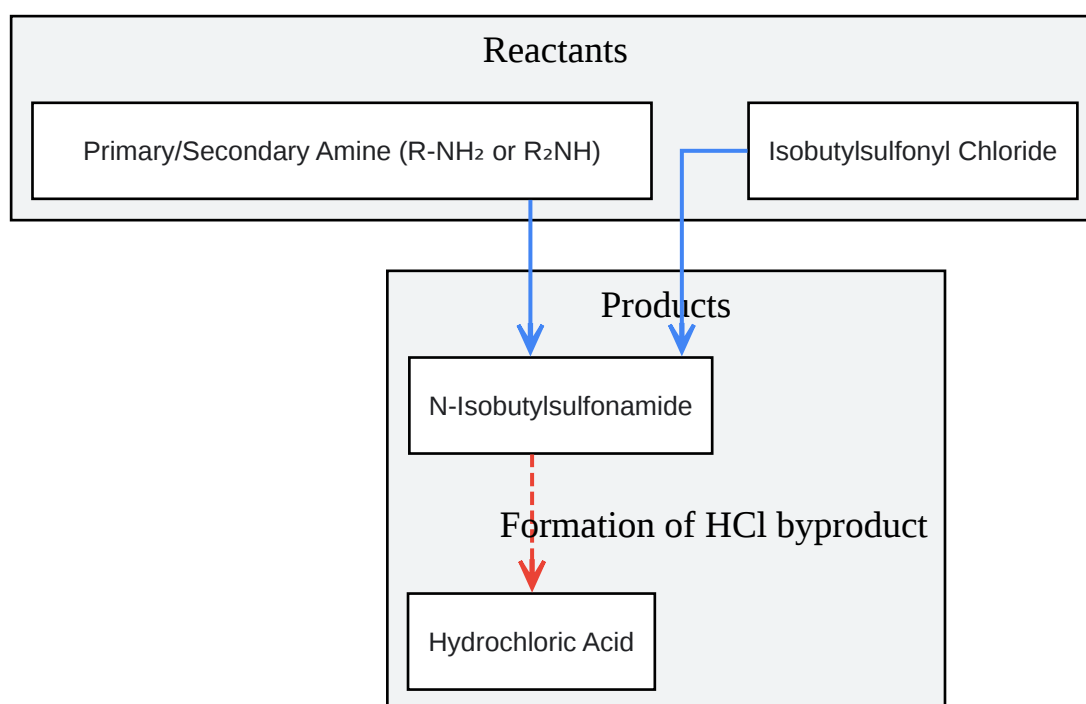 Reactants
Primary/Secondary Amine (R-NH₂ or R₂NH)
Isobutylsulfonyl Chloride
Products
N-Isobutylsulfonamide
Formation of HCl byproduct
Hydrochloric Acid